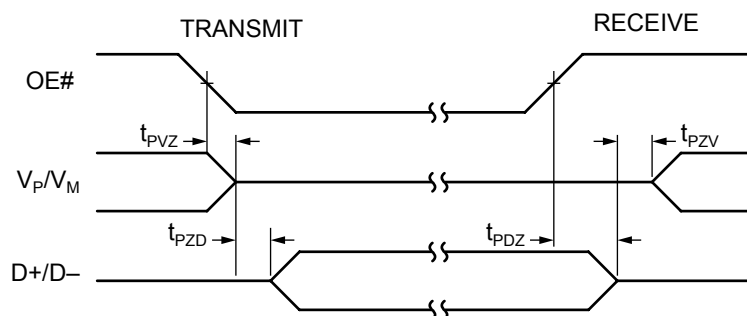 TRANSMIT
RECEIVE
OE#
tPVZ
tPZV
VP/VM
tPZD
tPDZ
D+/D–